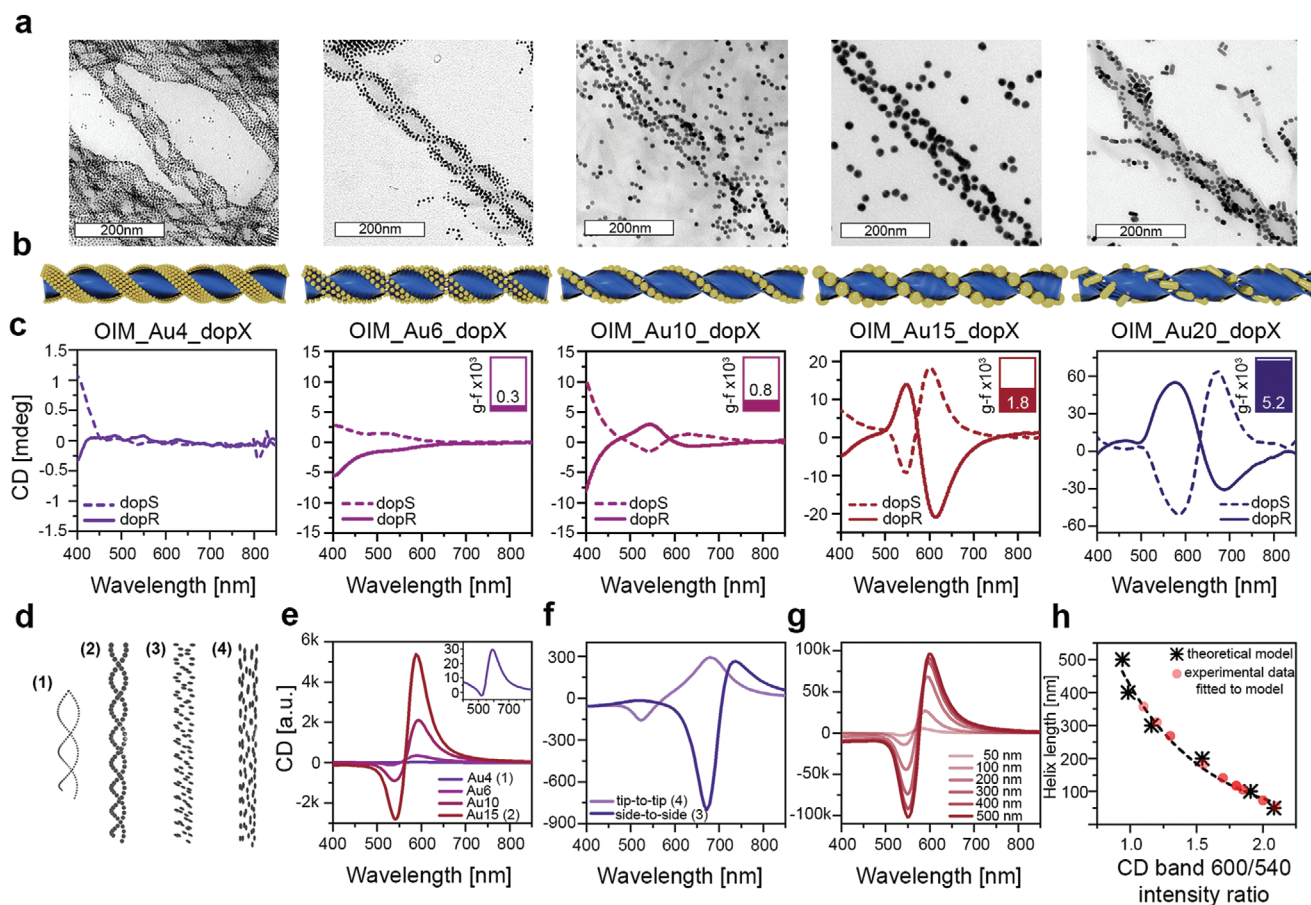 a
200nm
200nm
200nm
200nm
200nm
b
c
OIM_Au4_dopX
OIM_Au6_dopX
OIM_Au10_dopX
OIM_Au15_dopX
OIM_Au20_dopX
CD [mdeg]
1.5
1
0.5
0
-0.5
-1
-1.5
dopS
dopR
400 500 600 700 800
Wavelength [nm]
15
10
5
0
-5
-10
-15
g-f x10³
0.3
dopS
dopR
400 500 600 700 800
Wavelength [nm]
15
10
5
0
-5
-10
-15
g-f x10³
0.8
dopS
dopR
400 500 600 700 800
Wavelength [nm]
20
10
0
-10
-20
g-f x10³
1.8
dopS
dopR
400 500 600 700 800
Wavelength [nm]
60
30
0
-30
-60
g-f x10³
5.2
dopS
dopR
400 500 600 700 800
Wavelength [nm]
d
(1)
(2)
(3)
(4)
e
CD [a.u.]
6k
4k
2k
0
-2k
30
20
10
0
500 700
Au4 (1)
Au6
Au10
Au15 (2)
400 500 600 700 800
Wavelength [nm]
f
300
0
-300
-600
-900
tip-to-tip (4)
side-to-side (3)
400 500 600 700 800
Wavelength [nm]
g
100k
50k
0
-50k
-100k
50 nm
100 nm
200 nm
300 nm
400 nm
500 nm
400 500 600 700 800
Wavelength [nm]
h
Helix length [nm]
500
400
300
200
100
theoretical model
experimental data
fitted to model
1.0 1.5 2.0
CD band 600/540
intensity ratio